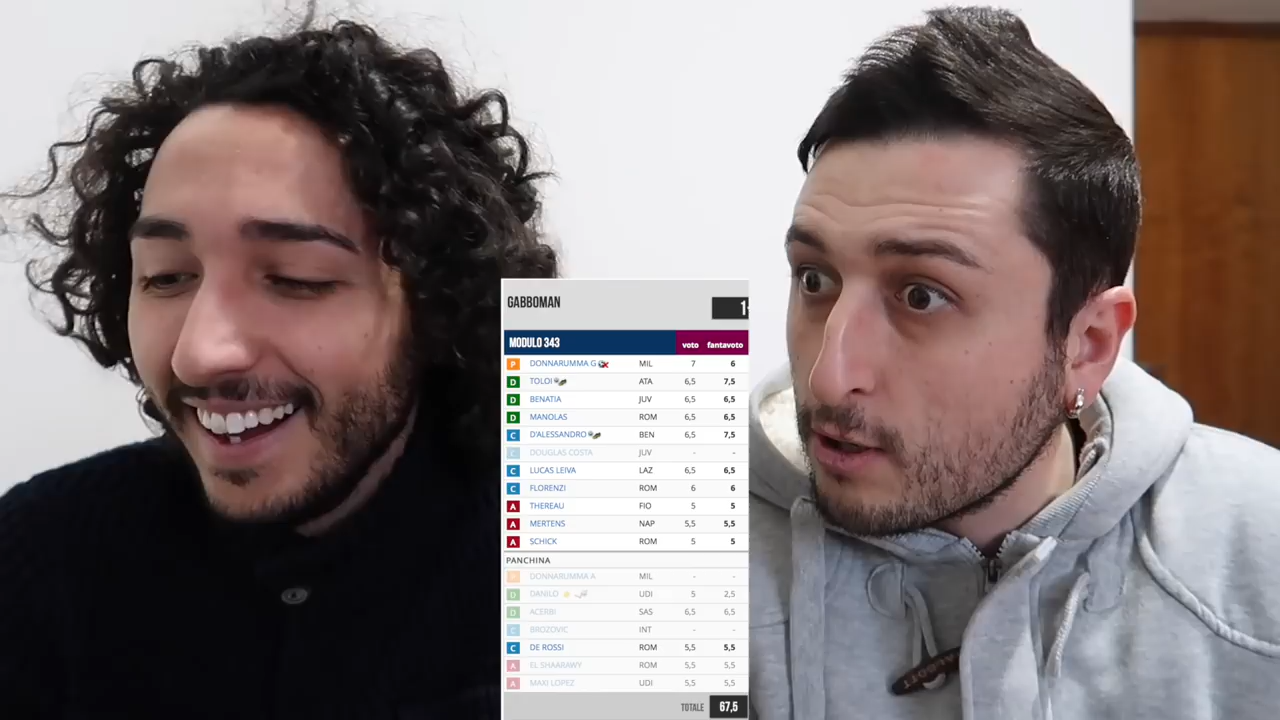 GABBOMAN
1
MODULO 343 voto fantavoto
P DONNARUMMA G MIL 7 6
D TOLOI ATA 6,5 7,5
D BENATIA JUV 6,5 6,5
D MANOLAS ROM 6,5 6,5
C D'ALESSANDRO BEN 6,5 7,5
C DOUGLAS COSTA JUV - -
C LUCAS LEIVA LAZ 6,5 6,5
C FLORENZI ROM 6 6
A THEREAU FIO 5 5
A MERTENS NAP 5,5 5,5
A SCHICK ROM 5 5
PANCHINA
P DONNARUMMA A MIL - -
D DANILO UDI 5 2,5
D ACERBI SAS 6,5 6,5
C BROZOVIC INT - -
C DE ROSSI ROM 5,5 5,5
A EL SHAARAWY ROM 5,5 5,5
A MAXI LOPEZ UDI 5,5 5,5
TOTALE 67,5